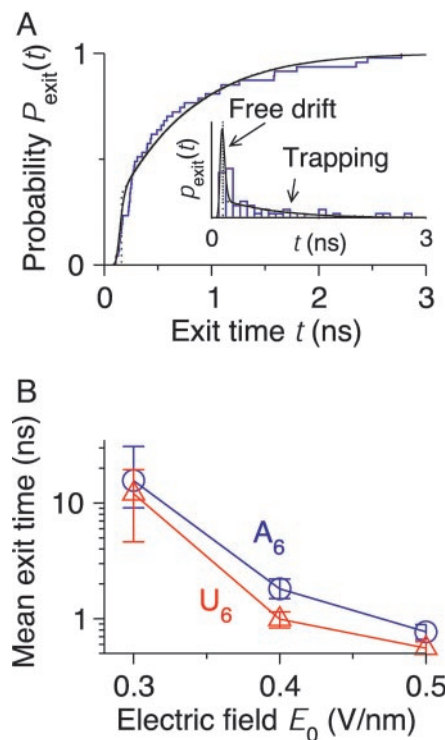 A
Probability P_exit(t)
1
0
Free drift
p_exit(t)
Trapping
0
3
t (ns)
0
1
2
3
Exit time t (ns)
B
Mean exit time (ns)
10
1
A₆
U₆
0.3
0.4
0.5
Electric field E₀ (V/nm)